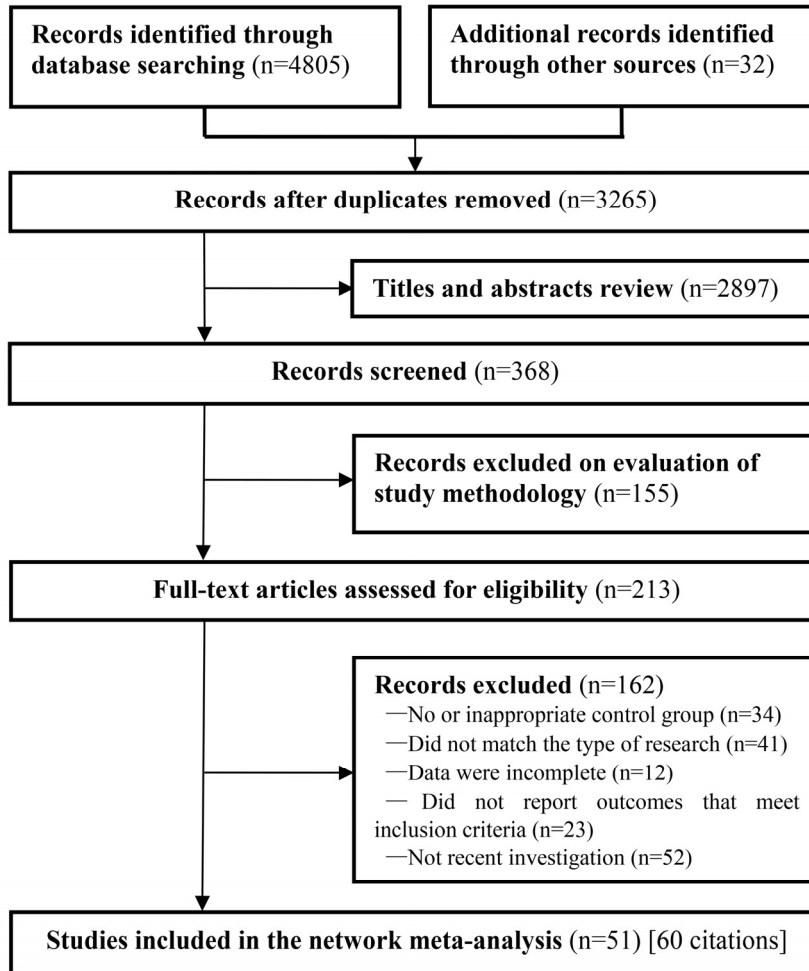 Records identified through
database searching (n=4805)
Additional records identified
through other sources (n=32)
Records after duplicates removed (n=3265)
Titles and abstracts review (n=2897)
Records screened (n=368)
Records excluded on evaluation of
study methodology (n=155)
Full-text articles assessed for eligibility (n=213)
Records excluded (n=162)
—No or inappropriate control group (n=34)
—Did not match the type of research (n=41)
—Data were incomplete (n=12)
— Did not report outcomes that meet
inclusion criteria (n=23)
—Not recent investigation (n=52)
Studies included in the network meta-analysis (n=51) [60 citations]